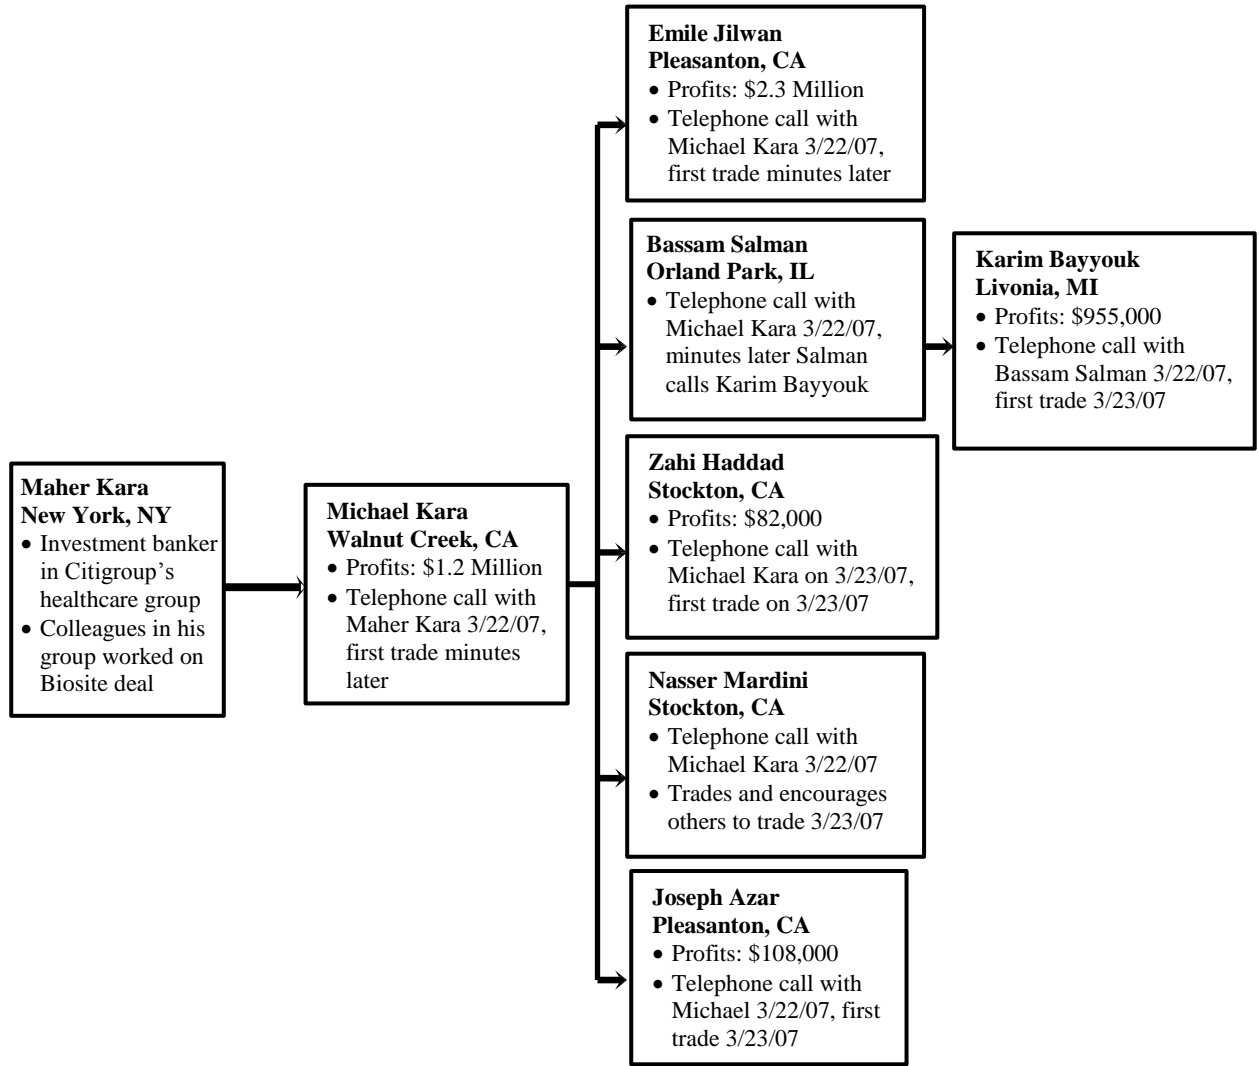 Maher Kara
New York, NY
• Investment banker
in Citigroup’s
healthcare group
• Colleagues in his
group worked on
Biosite deal
Michael Kara
Walnut Creek, CA
• Profits: $1.2 Million
• Telephone call with
Maher Kara 3/22/07,
first trade minutes
later
Emile Jilwan
Pleasanton, CA
• Profits: $2.3 Million
• Telephone call with
Michael Kara 3/22/07,
first trade minutes later
Bassam Salman
Orland Park, IL
• Telephone call with
Michael Kara 3/22/07,
minutes later Salman
calls Karim Bayyouk
Karim Bayyouk
Livonia, MI
• Profits: $955,000
• Telephone call with
Bassam Salman 3/22/07,
first trade 3/23/07
Zahi Haddad
Stockton, CA
• Profits: $82,000
• Telephone call with
Michael Kara on 3/23/07,
first trade on 3/23/07
Nasser Mardini
Stockton, CA
• Telephone call with
Michael Kara 3/22/07
• Trades and encourages
others to trade 3/23/07
Joseph Azar
Pleasanton, CA
• Profits: $108,000
• Telephone call with
Michael 3/22/07, first
trade 3/23/07